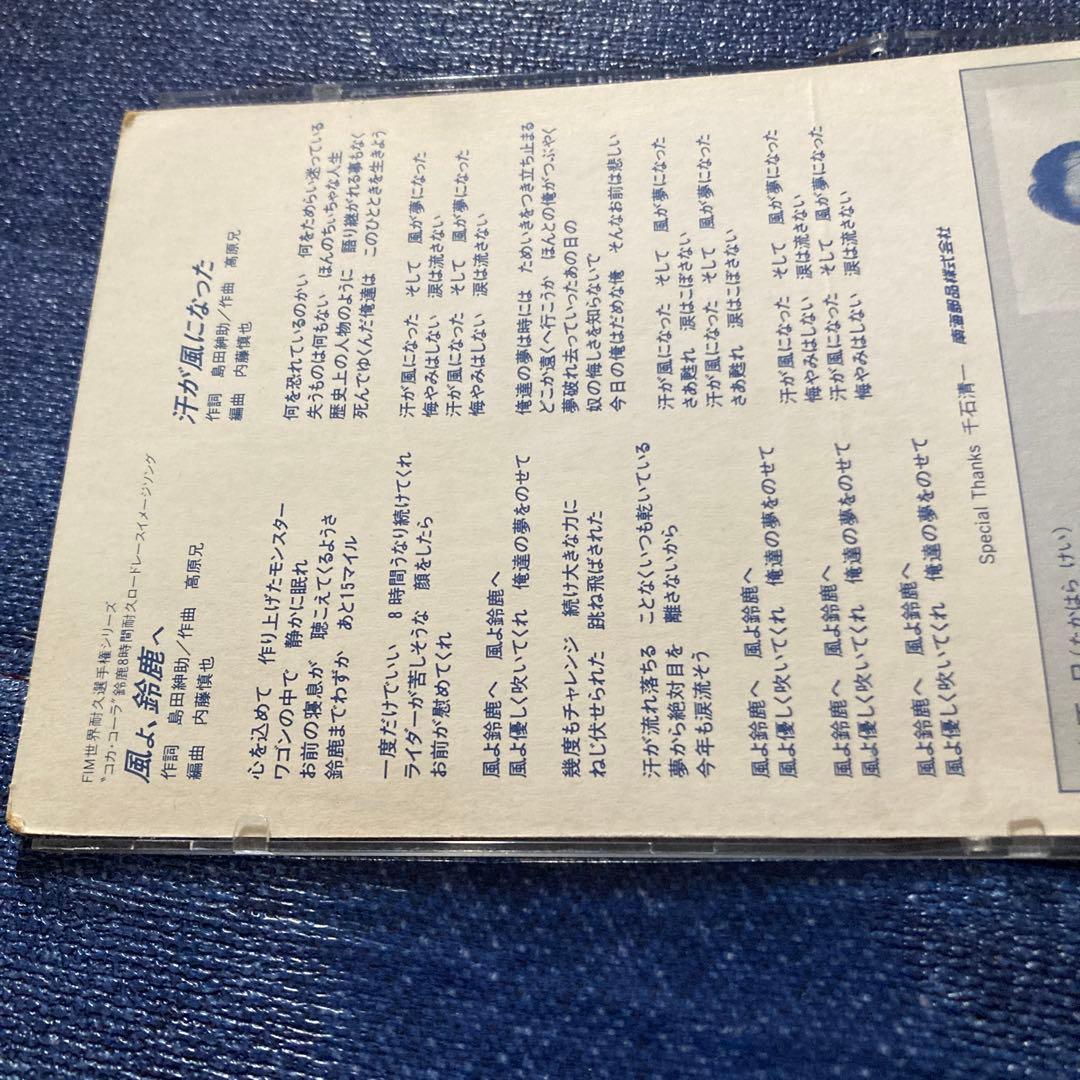 FIM世界耐久選手権シリーズ
"コカ・コーラ"鈴鹿8時間耐久ロードレースイメージソング
風よ、鈴鹿へ
作詞　島田紳助／作曲　高原兄
編曲　内藤慎也
心を込めて　作り上げたモンスター
ワゴンの中で　静かに眠れ
お前の寝息が　聴こえてくるようさ
鈴鹿までわずか　あと15マイル
一度だけでいい　8時間うなり続けてくれ
ライダーが苦しそうな　顔をしたら
お前が慰めてくれ
風よ鈴鹿へ　風よ鈴鹿へ
風よ優しく吹いてくれ　俺達の夢をのせて
幾度もチャレンジ　続け大きな力に
ねじ伏せられた　跳ね飛ばされた
汗が流れ落ちる　ことなくいつも乾いている
夢から絶対目を　離さないから
今年も涙流そう
風よ鈴鹿へ　風よ鈴鹿へ
風よ優しく吹いてくれ　俺達の夢をのせて
風よ鈴鹿へ　風よ鈴鹿へ
風よ優しく吹いてくれ　俺達の夢をのせて
風よ鈴鹿へ　風よ鈴鹿へ
風よ優しく吹いてくれ　俺達の夢をのせて
汗が風になった
作詞　島田紳助／作曲　高原兄
編曲　内藤慎也
何を恐れているのかい　何をためらい迷っている
失うものは何もない　ほんのちいちゃな人生
歴史上の人物のように　語り継がれる事もなく
死んでゆくんだ俺達は　このひとときを生きよう
汗が風になった　そして　風が夢になった
悔やみはしない　涙は流さない
汗が風になった　そして　風が夢になった
悔やみはしない　涙は流さない
俺達の夢は時には　ためいきをつき立ち止まる
どこか遠くへ行こうか　ほんとの俺がつぶやく
夢破れ去っていったあの日の
奴の悔しさを知らないで
今日の俺はだめな俺　そんなお前は悲しい
汗が風になった　そして　風が夢になった
さあ甦れ　涙はこぼさない
汗が風になった　そして　風が夢になった
さあ甦れ　涙はこぼさない
汗が風になった　そして　風が夢になった
悔やみはしない　涙は流さない
汗が風になった　そして　風が夢になった
悔やみはしない　涙は流さない
Special Thanks 千石清一　南海部品株式会社
（たかはら けい）